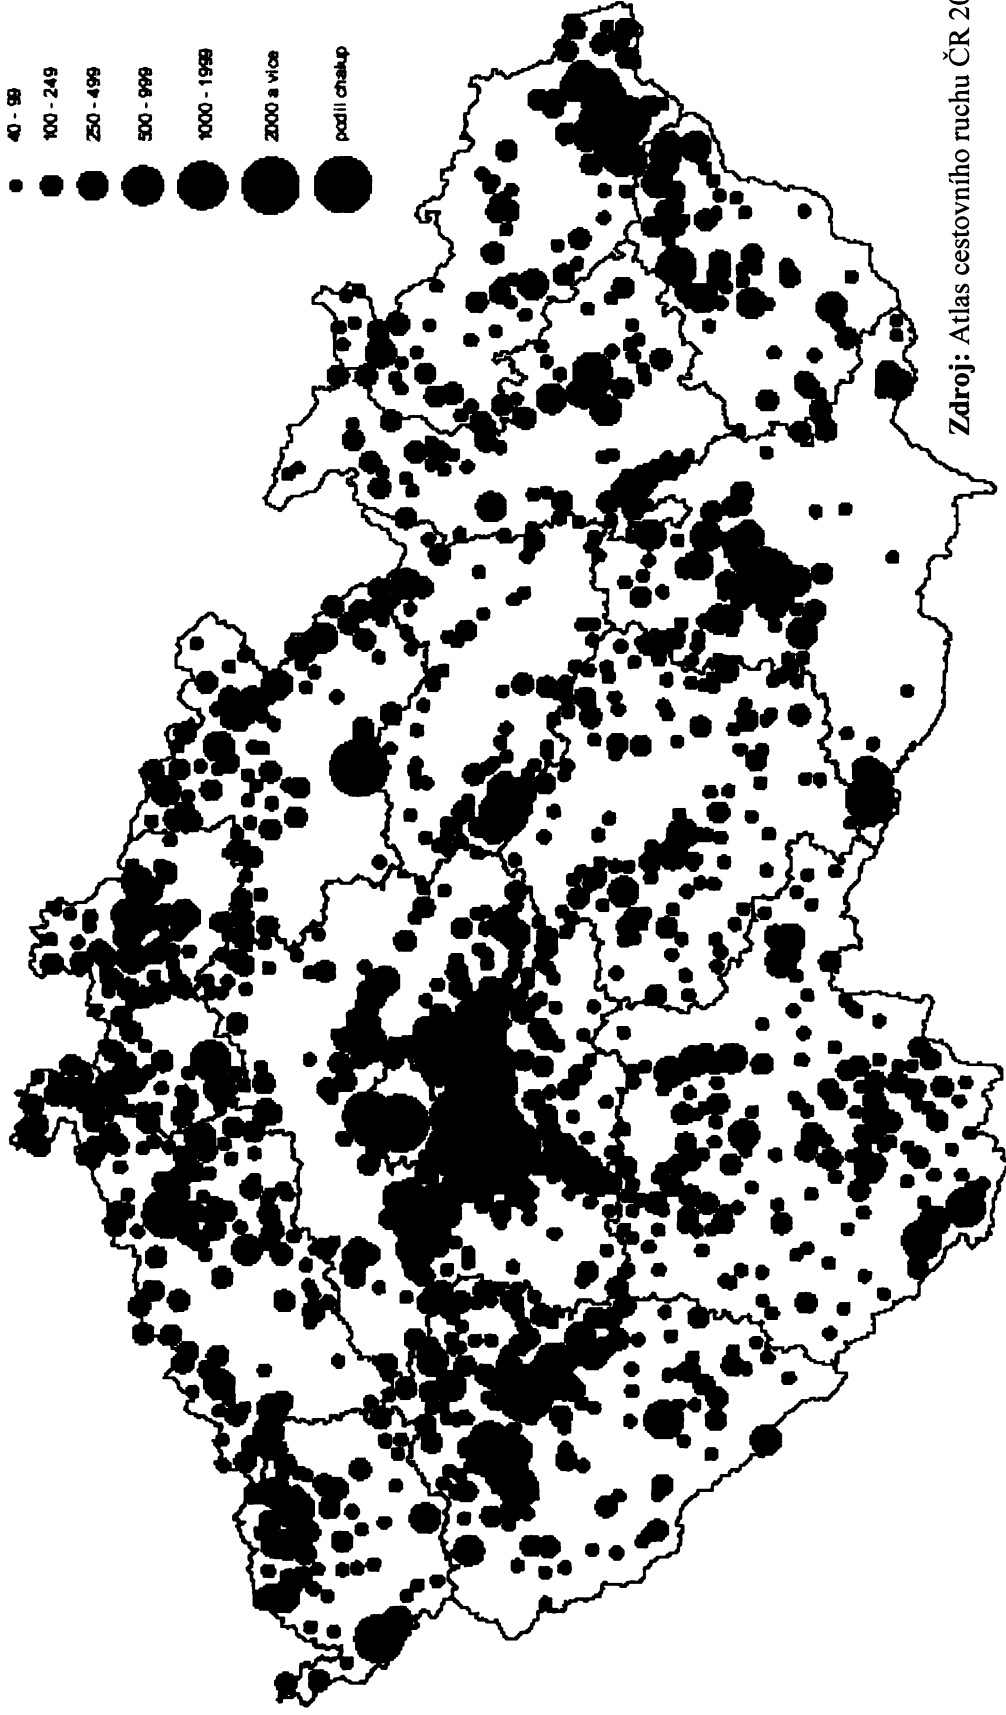 40 - 99
100 - 249
250 - 499
500 - 999
1000 - 1999
2000 a více
podíl chalup
Zdroj: Atlas cestovního ruchu ČR 20